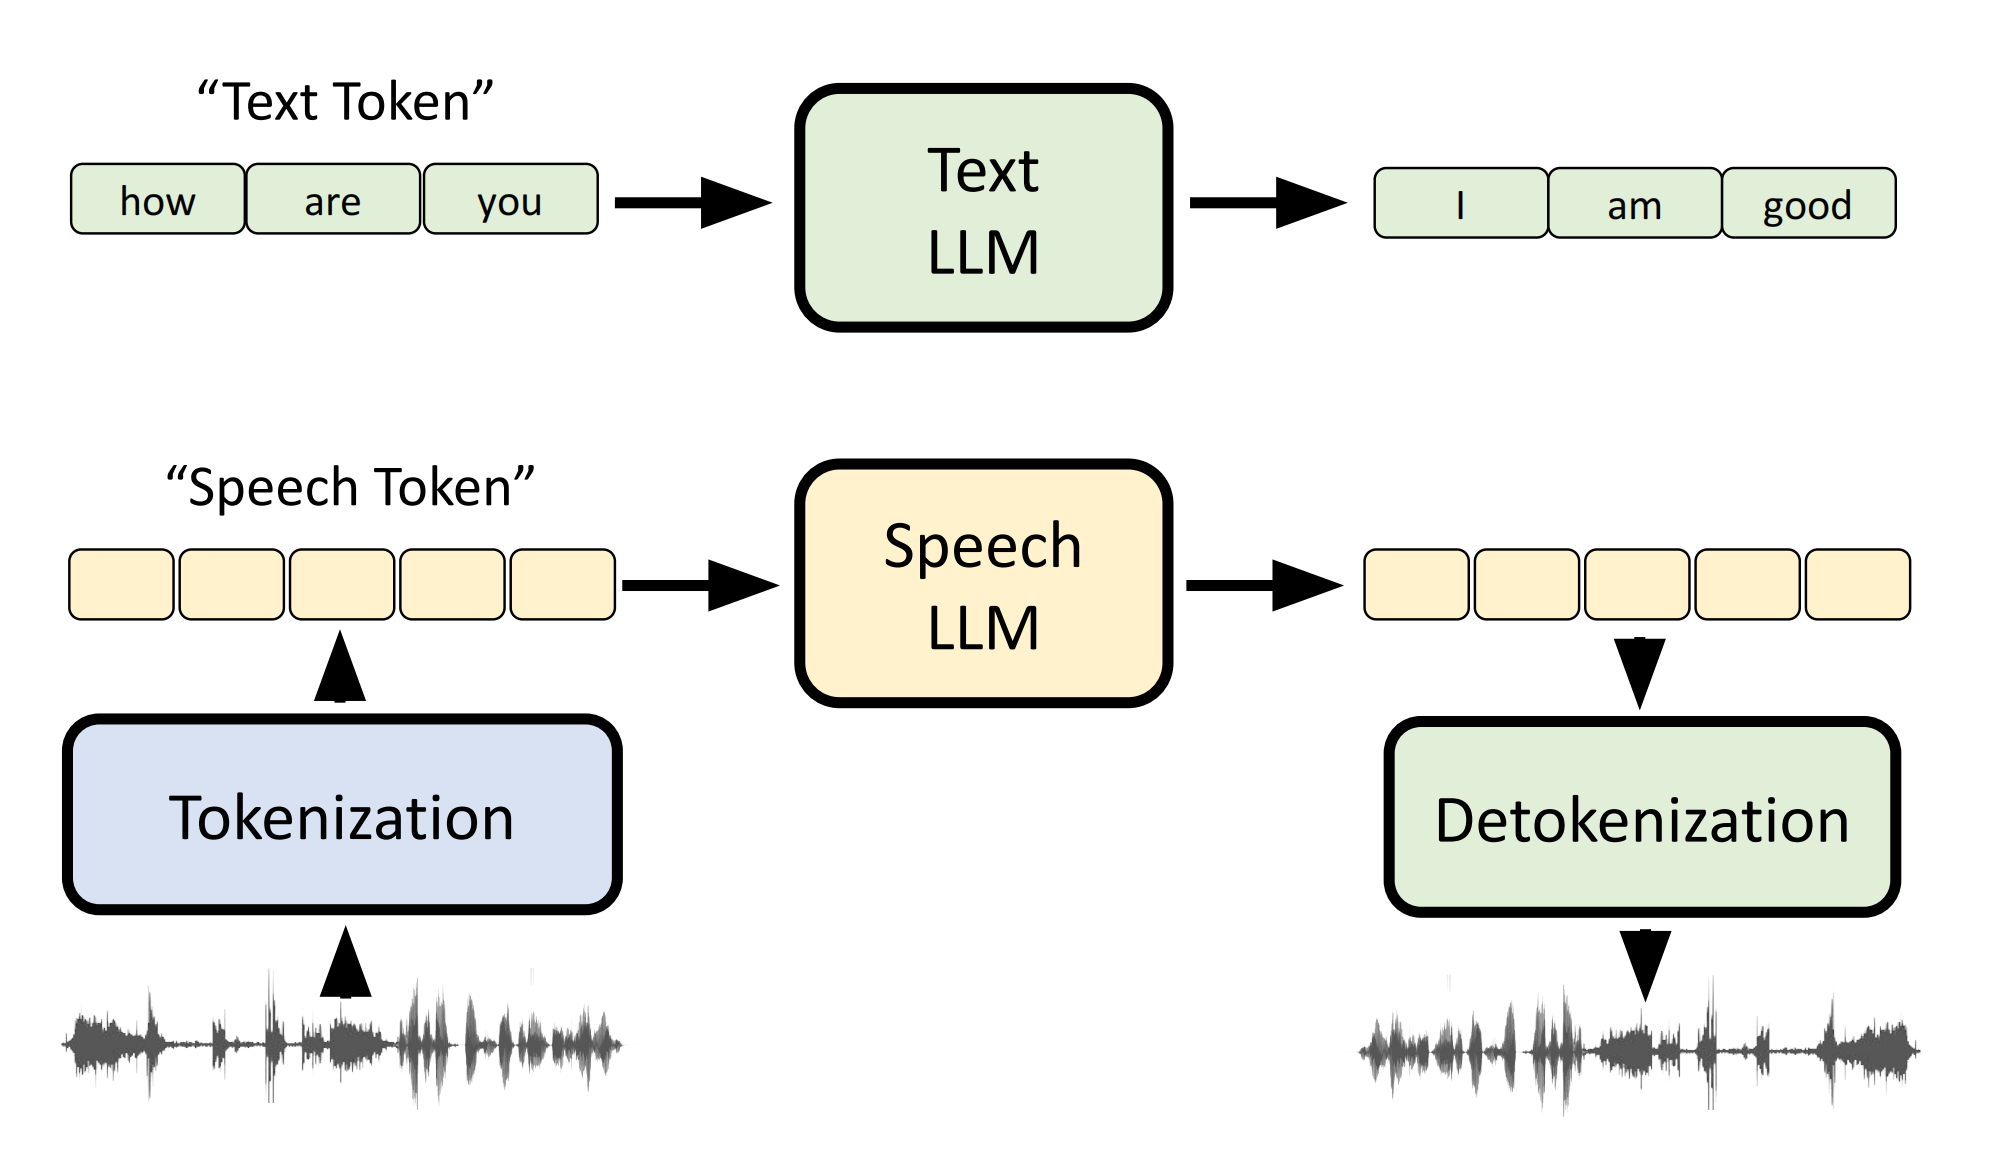 “Text Token”
how are you
Text
LLM
I am good
“Speech Token”
Speech
LLM
Tokenization
Detokenization